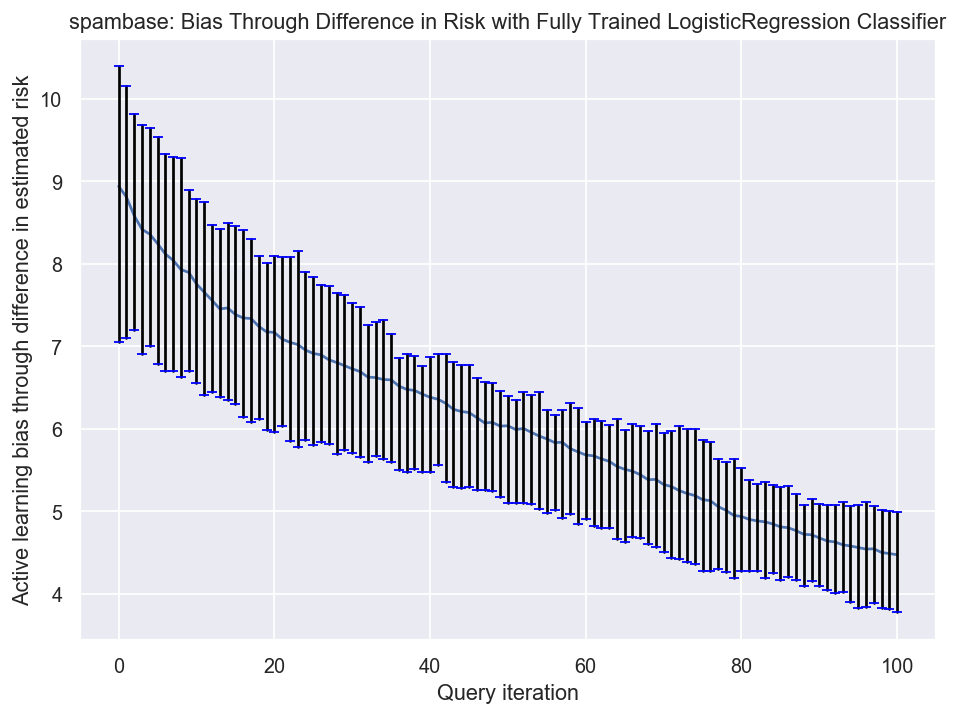 spambase: Bias Through Difference in Risk with Fully Trained LogisticRegression Classifier
Active learning bias through difference in estimated risk
10
9
8
7
6
5
4
0 20 40 60 80 100
Query iteration